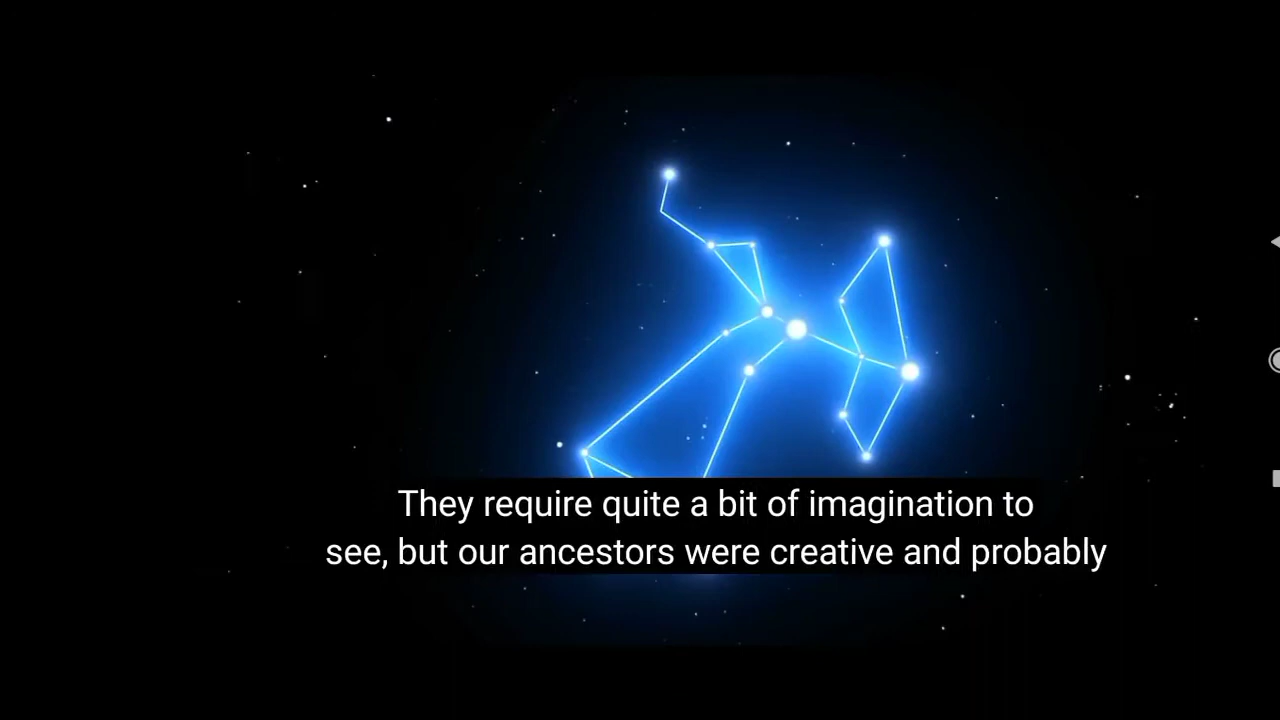 They require quite a bit of imagination to
see, but our ancestors were creative and probably